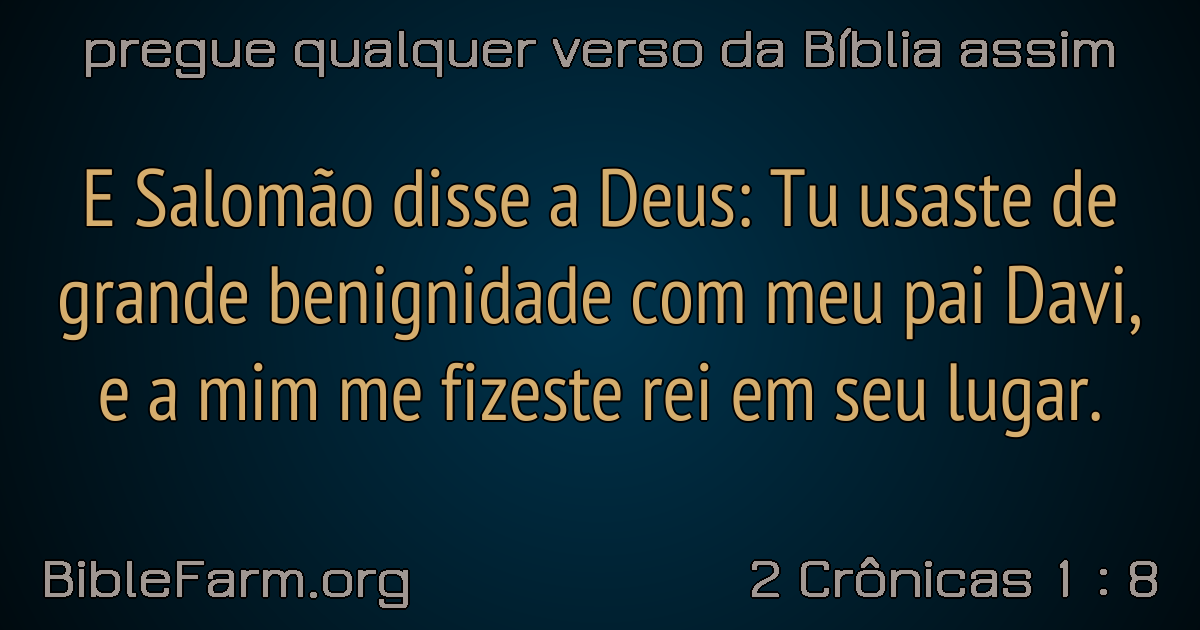 pregue qualquer verso da Bíblia assim
E Salomão disse a Deus: Tu usaste de
grande benignidade com meu pai Davi,
e a mim me fizeste rei em seu lugar.
BibleFarm.org
2 Crônicas 1 : 8